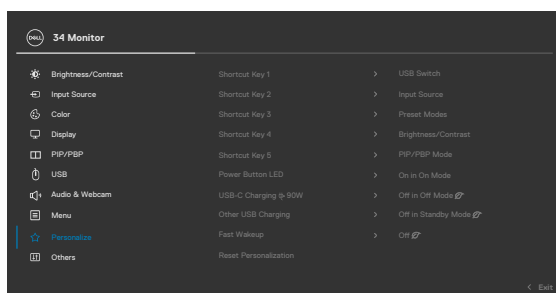 DELL 34 Monitor
Brightness/Contrast Shortcut Key 1 > USB Switch
Input Source Shortcut Key 2 > Input Source
Color Shortcut Key 3 > Preset Modes
Display Shortcut Key 4 > Brightness/Contrast
PIP/PBP Shortcut Key 5 > PIP/PBP Mode
USB Power Button LED > On in On Mode
Audio & Webcam USB-C Charging 90W > Off in Off Mode
Menu Other USB Charging > Off in Standby Mode
Personalize Fast Wakeup > Off
Others Reset Personalization
< Exit